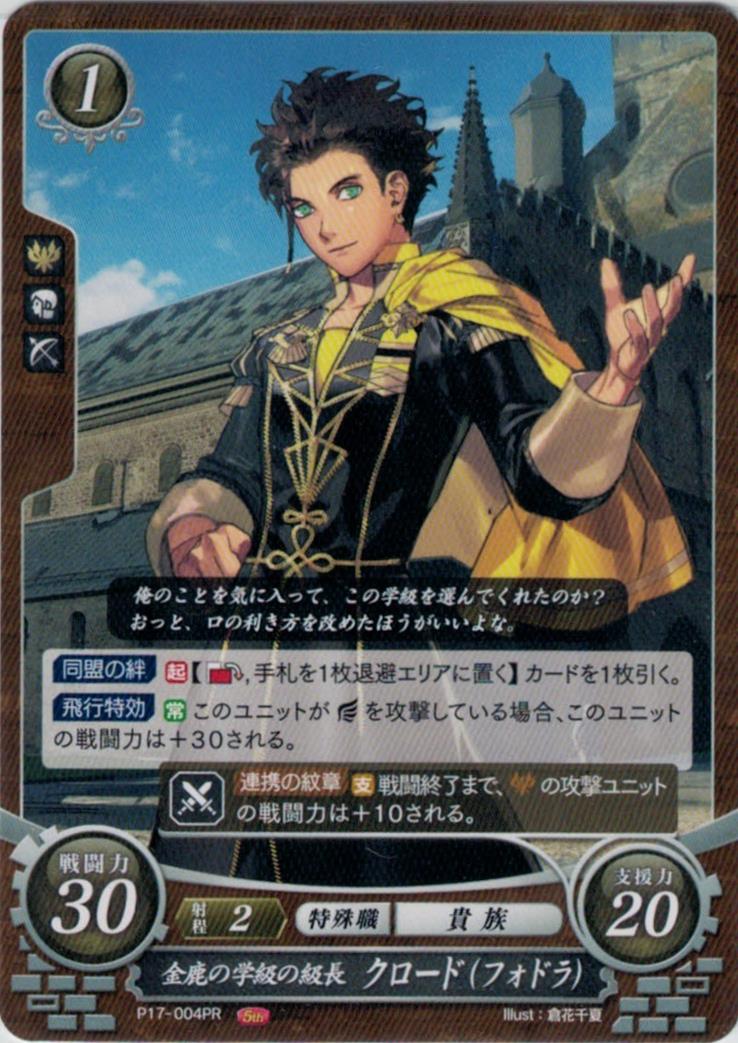 1
俺のことを気に入って、この学級を選んでくれたのか?
おっと、口の利き方を改めたほうがいいよな。
同盟の絆 起【 ,手札を1枚退避エリアに置く】カードを1枚引く。
飛行特効 常 このユニットが を攻撃している場合、このユニット
の戦闘力は+30される。
連携の紋章 支 戦闘終了まで、 の攻撃ユニット
の戦闘力は+10される。
戦闘力
30
射程 2
特殊職 貴族
支援力
20
金鹿の学級の級長 クロード(フォドラ)
P17-004PR 5th Illust:倉花千夏